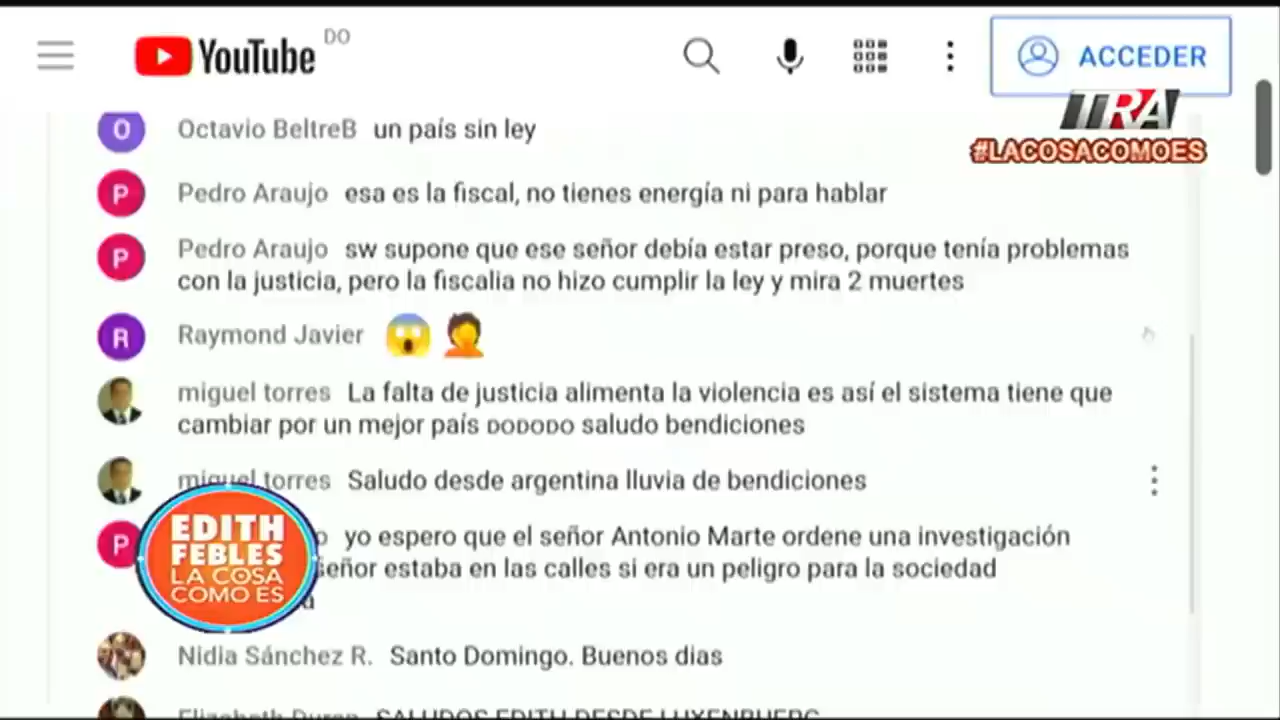 YouTube DO
ACCEDER
TRA
#LACOSACOMOES
O Octavio BeltreB un país sin ley
P Pedro Araujo esa es la fiscal, no tienes energía ni para hablar
P Pedro Araujo sw supone que ese señor debía estar preso, porque tenía problemas
con la justicia, pero la fiscalia no hizo cumplir la ley y mira 2 muertes
R Raymond Javier 😱 🤦
miguel torres La falta de justicia alimenta la violencia es así el sistema tiene que
cambiar por un mejor país ᴅᴏᴅᴏᴅᴏ saludo bendiciones
miguel torres Saludo desde argentina lluvia de bendiciones
P yo espero que el señor Antonio Marte ordene una investigación
señor estaba en las calles si era un peligro para la sociedad
EDITH
FEBLES
LA COSA
COMO ES
Nidia Sánchez R. Santo Domingo. Buenos dias
Elizabeth Duran SALUDOS EDITH DESDE LUXENBUERG